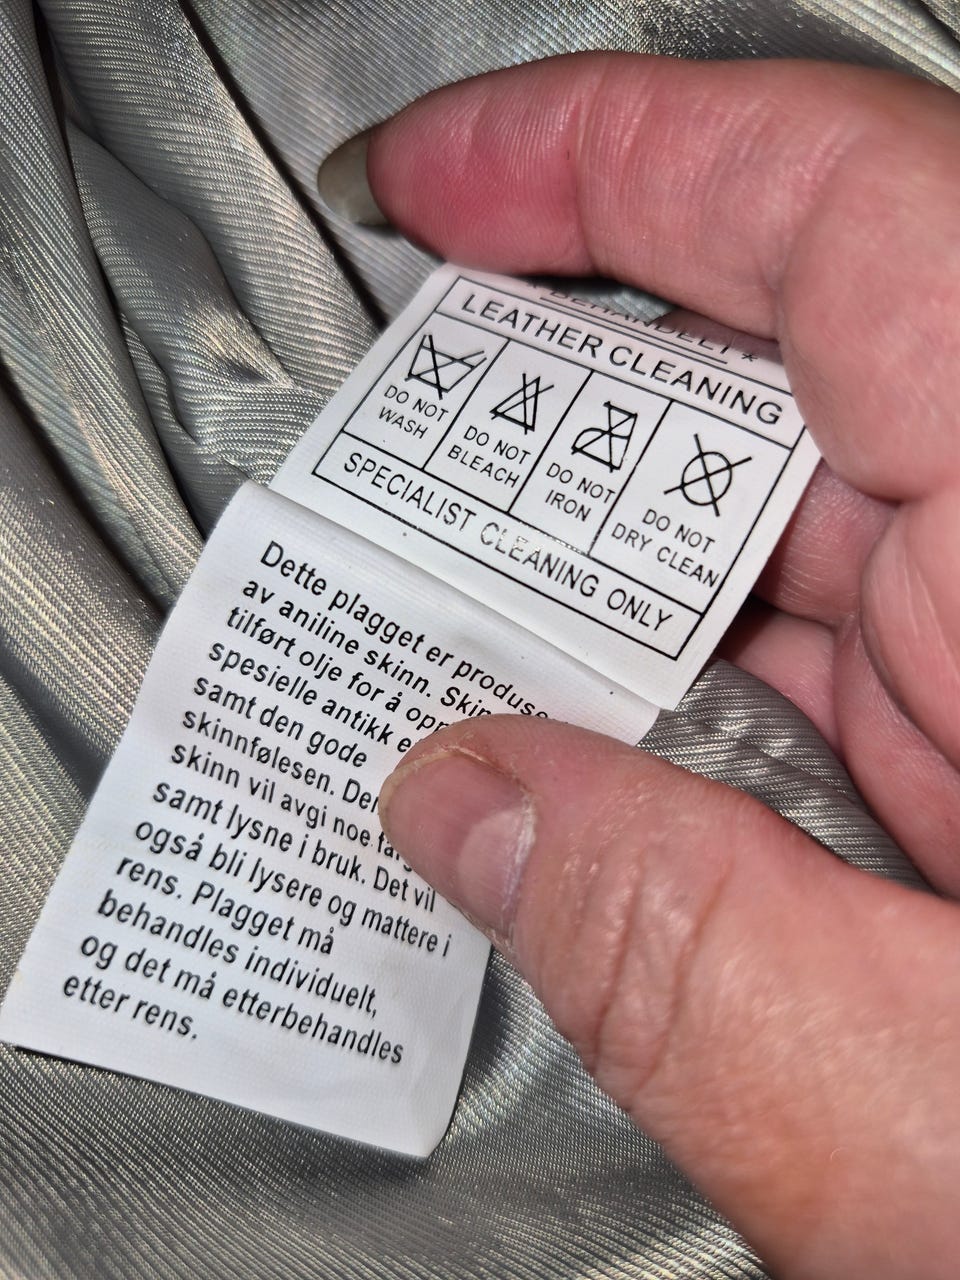 * BEHANDELT *
LEATHER CLEANING
DO NOT WASH
DO NOT BLEACH
DO NOT IRON
DO NOT DRY CLEAN
SPECIALIST CLEANING ONLY
Dette plagget er
av aniline skinn.
tilført olje for å
spesielle antikk
samt den gode
skinnfølesen.
skinn vil avgi noe
samt lysne i bruk. Det vil
også bli lysere og mattere i
rens. Plagget må
behandles individuelt,
og det må etterbehandles
etter rens.